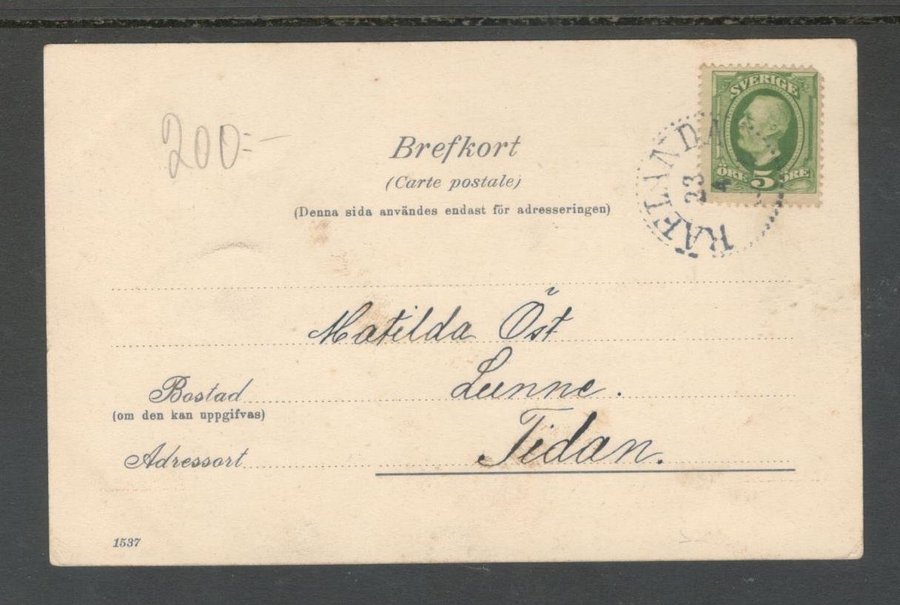 SVERIGE
ÖRE 5 ÖRE
RÄFLANDA
23
200:-
Brefkort
(Carte postale)
(Denna sida användes endast för adresseringen)
Matilda Öst
Bostad Lunne.
(om den kan uppgifvas)
Adressort Tidan.
1537